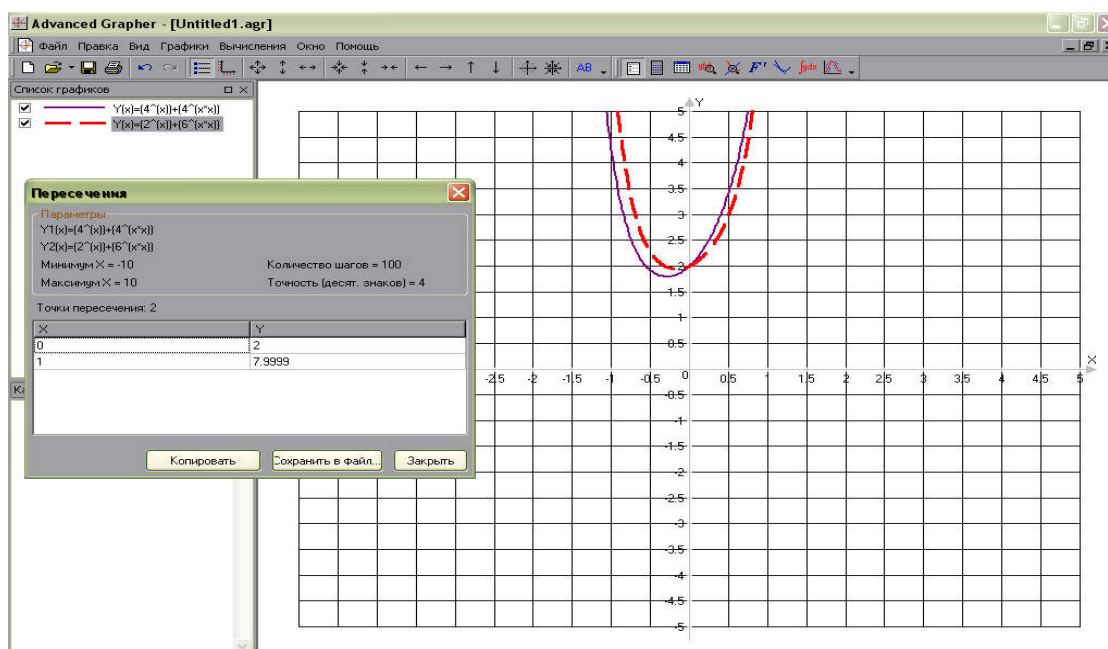 Advanced Grapher - [Untitled1.agr]
Файл Правка Вид Графики Вычисления Окно Помощь
AB
F'
Список графиков
Y(x)=(4^(x))+(4^(x*x))
Y(x)=(2^(x))+(6^(x*x))
Пересечения
Параметры
Y1(x)=(4^(x))+(4^(x*x))
Y2(x)=(2^(x))+(6^(x*x))
Минимум X = -10 Количество шагов = 100
Максимум X = 10 Точность (десят. знаков) = 4
Точки пересечения: 2
X Y
0 2
1 7.9999
Копировать Сохранить в файл... Закрыть
Y
5
4.5
4
3.5
3
2.5
2
1.5
1
0.5
X
-2.5 -2 -1.5 -1 -0.5 0 0.5 1 1.5 2 2.5 3 3.5 4 4.5 5
-0.5
-1
-1.5
-2
-2.5
-3
-3.5
-4
-4.5
-5